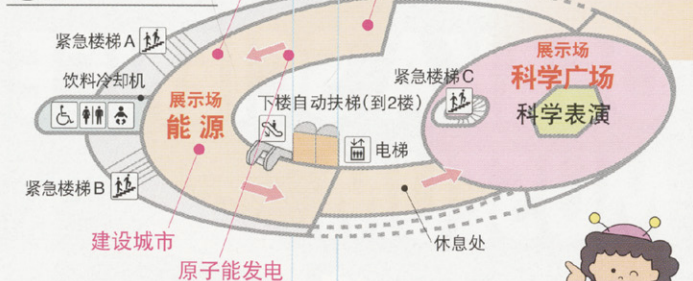 紧急楼梯A
饮料冷却机
展示场
能源
下楼自动扶梯(到2楼)
电梯
紧急楼梯C
展示场
科学广场
科学表演
紧急楼梯B
建设城市
原子能发电
休息处